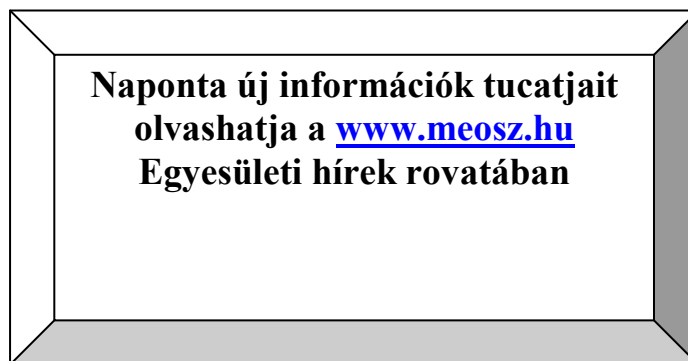 Naponta új információk tucatjait
olvashatja a www.meosz.hu
Egyesületi hírek rovatában